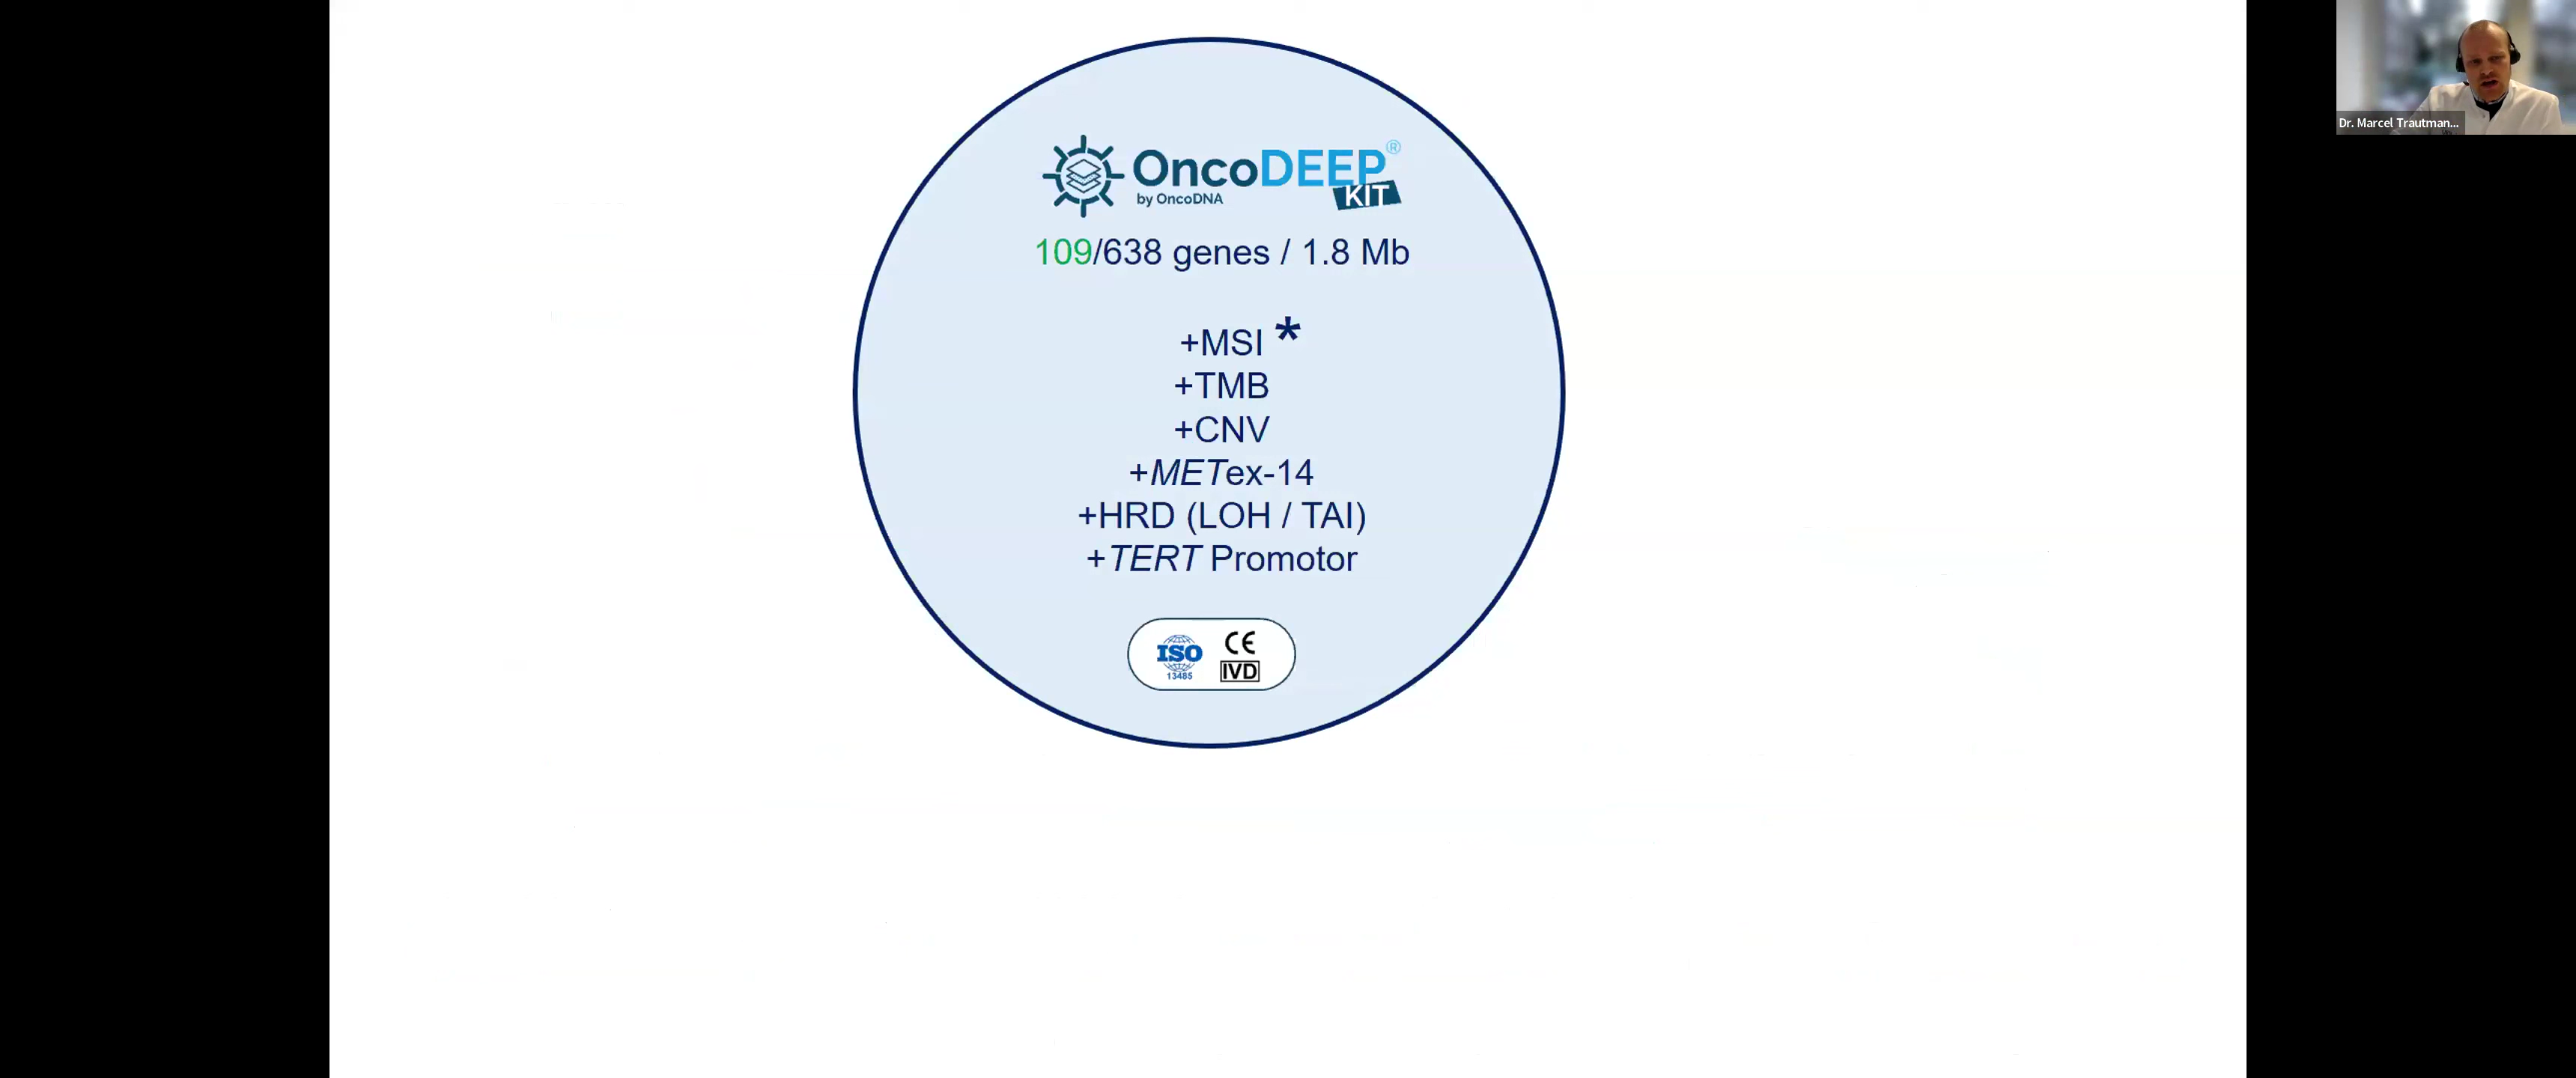 OncoDEEP®
KIT
by OncoDNA
109/638 genes / 1.8 Mb
+MSI *
+TMB
+CNV
+METex-14
+HRD (LOH / TAI)
+TERT Promotor
ISO
13485
CE
IVD
Dr. Marcel Trautman...